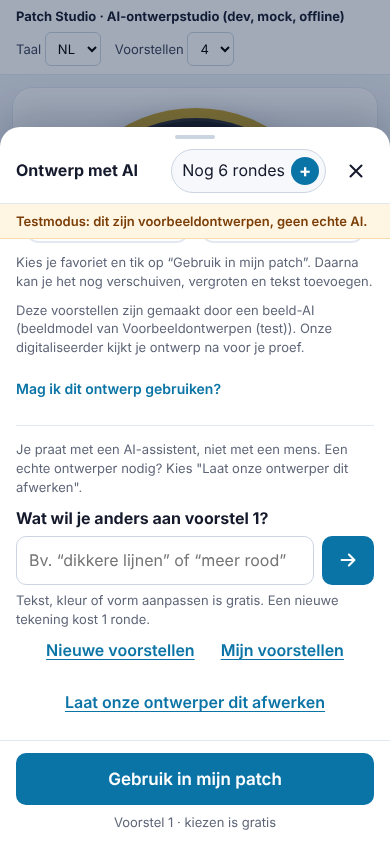 Patch Studio · AI-ontwerpstudio (dev, mock, offline)
Taal NL Voorstellen 4
Ontwerp met AI
Nog 6 rondes +
Testmodus: dit zijn voorbeeldontwerpen, geen echte AI.
Kies je favoriet en tik op “Gebruik in mijn patch”. Daarna
kan je het nog verschuiven, vergroten en tekst toevoegen.
Deze voorstellen zijn gemaakt door een beeld-AI
(beeldmodel van Voorbeeldontwerpen (test)). Onze
digitaliseerder kijkt je ontwerp na voor je proef.
Mag ik dit ontwerp gebruiken?
Je praat met een AI-assistent, niet met een mens. Een
echte ontwerper nodig? Kies "Laat onze ontwerper dit
afwerken".
Wat wil je anders aan voorstel 1?
Bv. “dikkere lijnen” of “meer rood”
Tekst, kleur of vorm aanpassen is gratis. Een nieuwe
tekening kost 1 ronde.
Nieuwe voorstellen Mijn voorstellen
Laat onze ontwerper dit afwerken
Gebruik in mijn patch
Voorstel 1 · kiezen is gratis